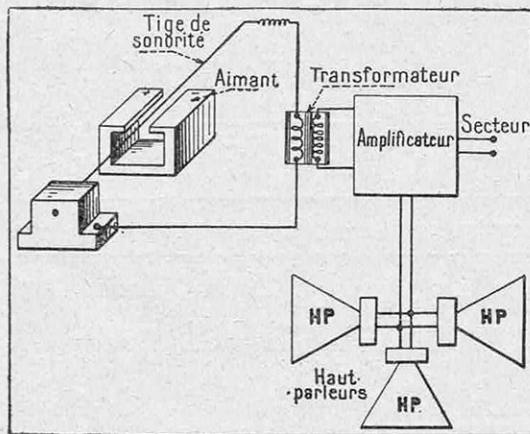 Tige de
sonorité
Aimant
Transformateur
Amplificateur
Secteur
HP
HP
Haut-
parleurs
HP.